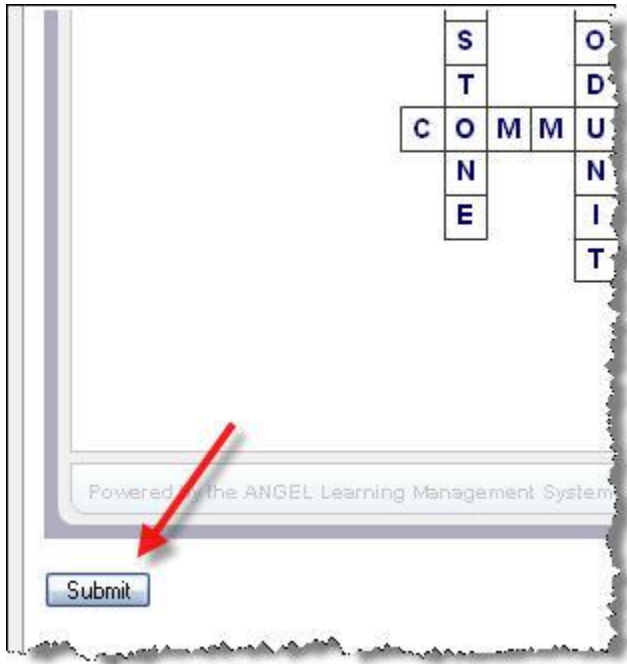 S O
T D
C O M M U
N N
E I
T
Powered by the ANGEL Learning Management System
Submit